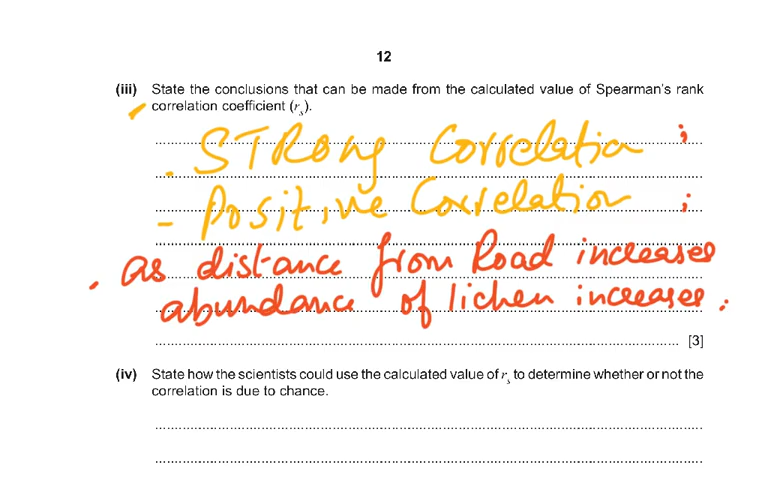 12
(iii) State the conclusions that can be made from the calculated value of Spearman's rank
correlation coefficient (rs).
- STRONG Correlation ;
- Positive Correlation ;
. as distance from Road increases
abundance of lichen increases.
[3]
(iv) State how the scientists could use the calculated value of rs to determine whether or not the
correlation is due to chance.